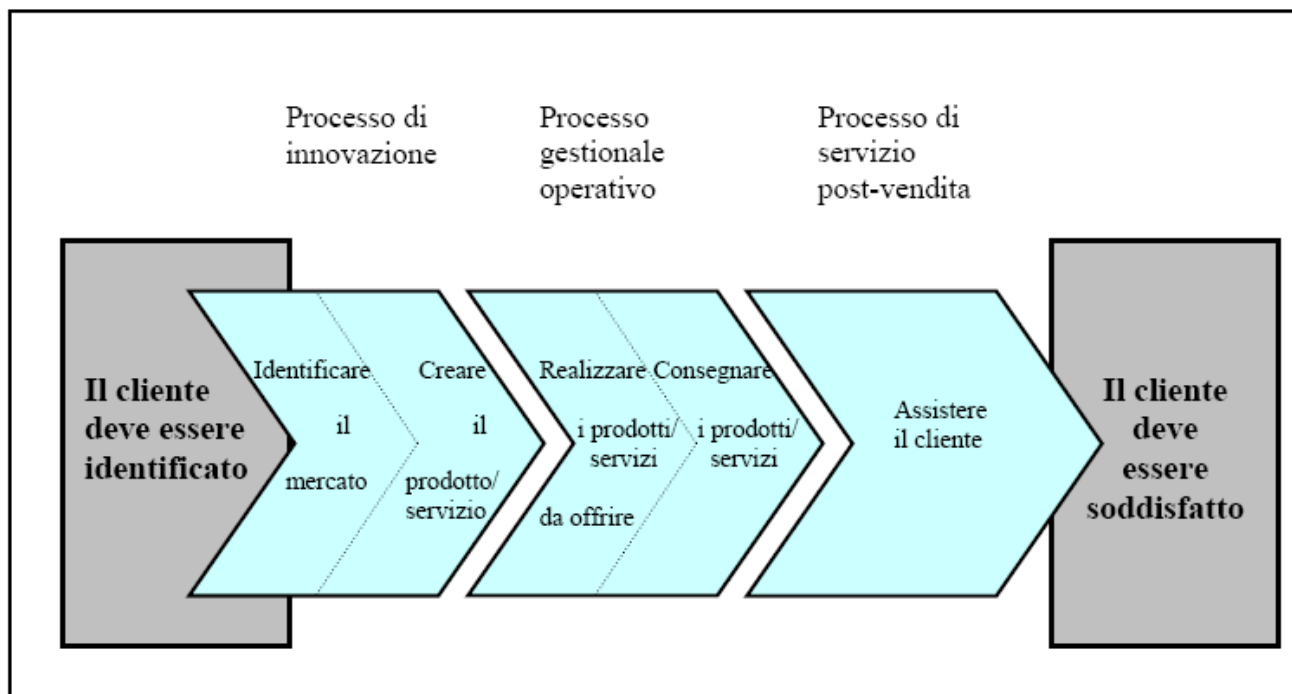 Processo di
innovazione
Processo
gestionale
operativo
Processo di
servizio
post-vendita
Il cliente
deve essere
identificato
Identificare
il
mercato
Creare
il
prodotto/
servizio
Realizzare
i prodotti/
servizi
da offrire
Consegnare
i prodotti/
servizi
Assistere
il cliente
Il cliente
deve
essere
soddisfatto